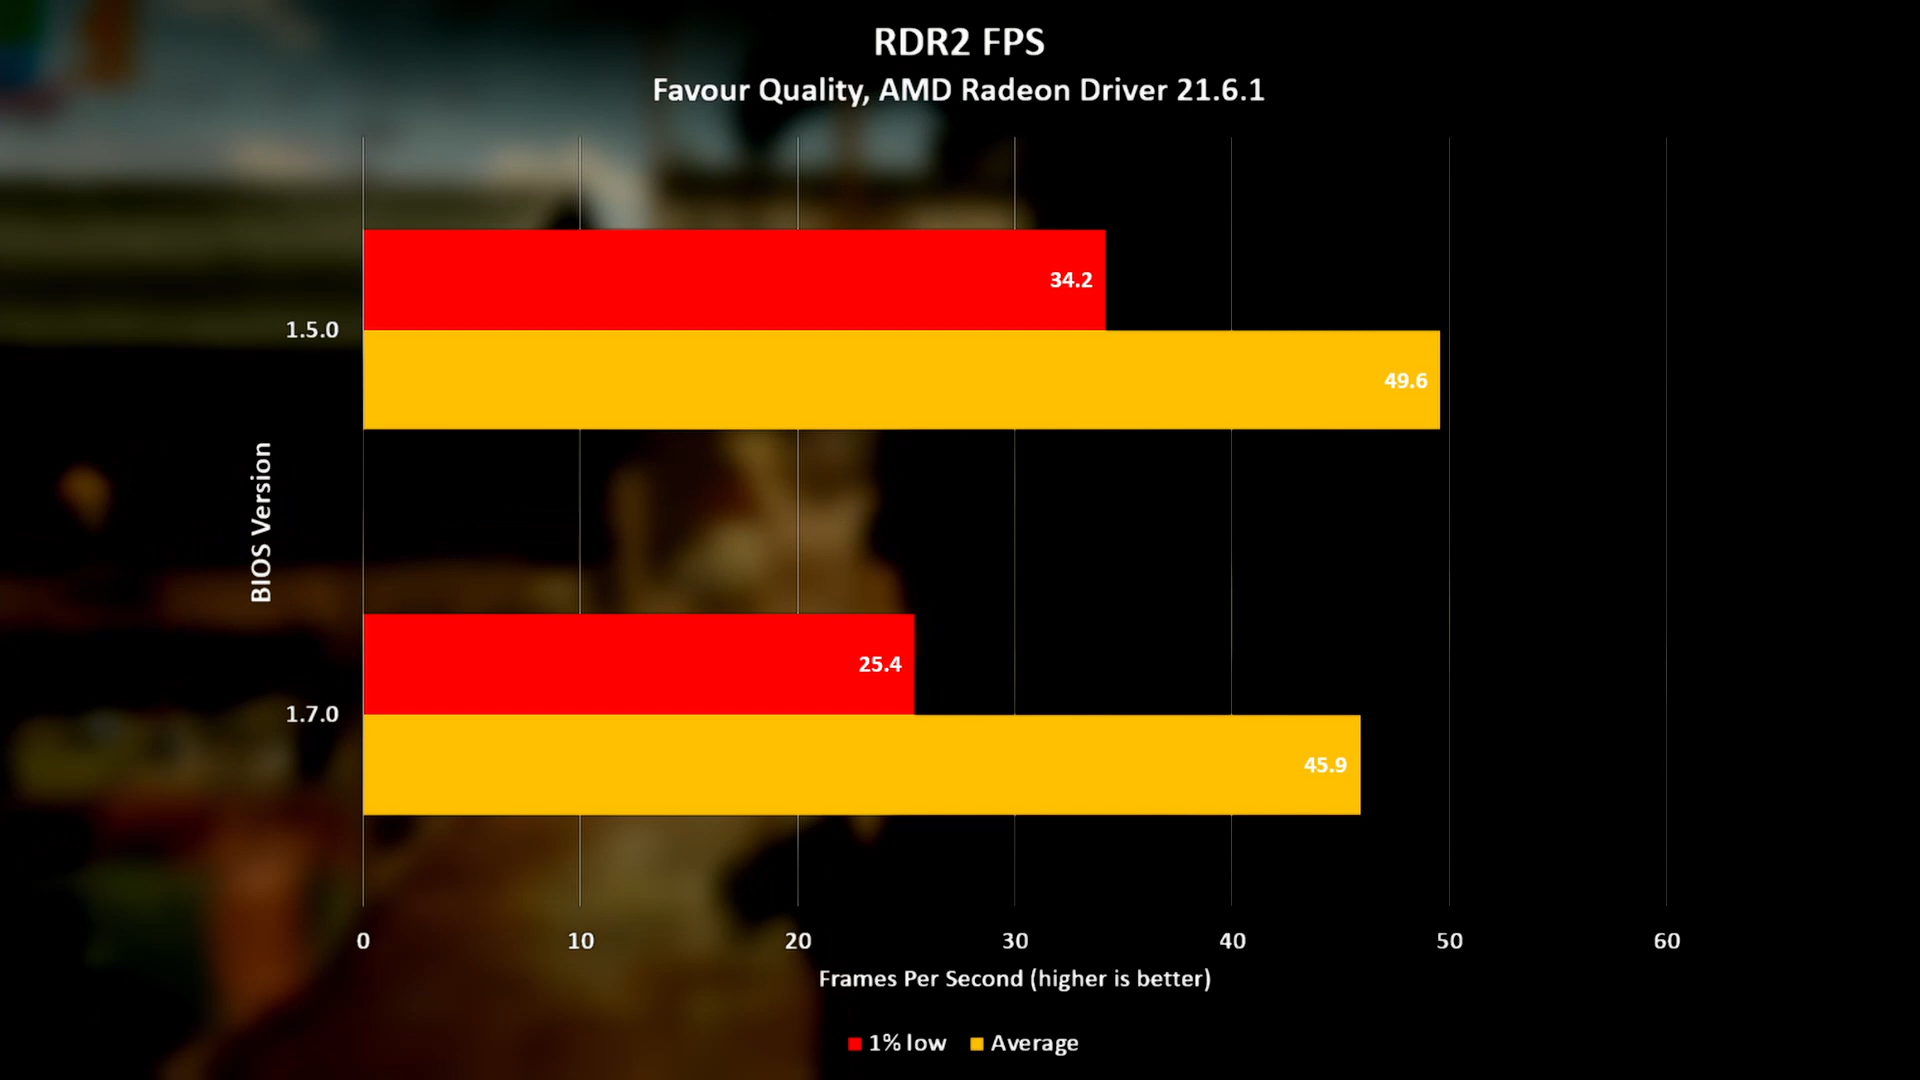 RDR2 FPS
Favour Quality, AMD Radeon Driver 21.6.1
BIOS Version
1.5.0
34.2
49.6
1.7.0
25.4
45.9
0 10 20 30 40 50 60
Frames Per Second (higher is better)
1% low Average